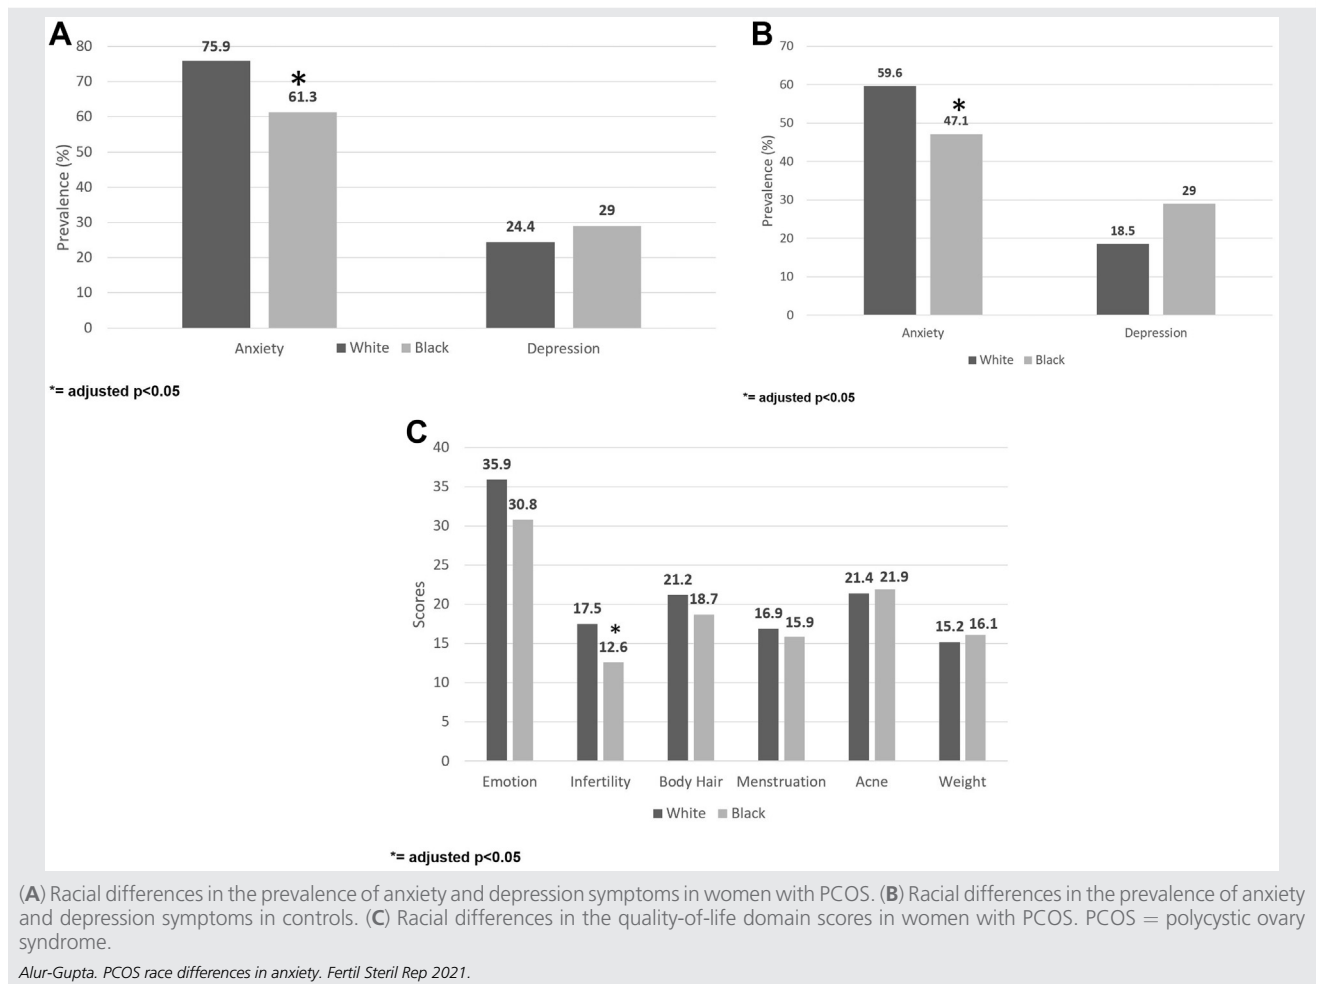 A
80
70
60
50
40
30
20
10
0
Prevalence (%)
75.9
*
61.3
24.4
29
Anxiety
White Black
Depression
*= adjusted p<0.05
B
70
60
50
40
30
20
10
0
Prevalence (%)
59.6
*
47.1
18.5
29
Anxiety
Depression
White Black
*= adjusted p<0.05
C
40
35
30
25
20
15
10
5
0
Scores
35.9
30.8
17.5
*
12.6
21.2
18.7
16.9
15.9
21.4
21.9
15.2
16.1
Emotion Infertility Body Hair Menstruation Acne Weight
White Black
*= adjusted p<0.05
(A) Racial differences in the prevalence of anxiety and depression symptoms in women with PCOS. (B) Racial differences in the prevalence of anxiety
and depression symptoms in controls. (C) Racial differences in the quality-of-life domain scores in women with PCOS. PCOS = polycystic ovary
syndrome.
Alur-Gupta. PCOS race differences in anxiety. Fertil Steril Rep 2021.